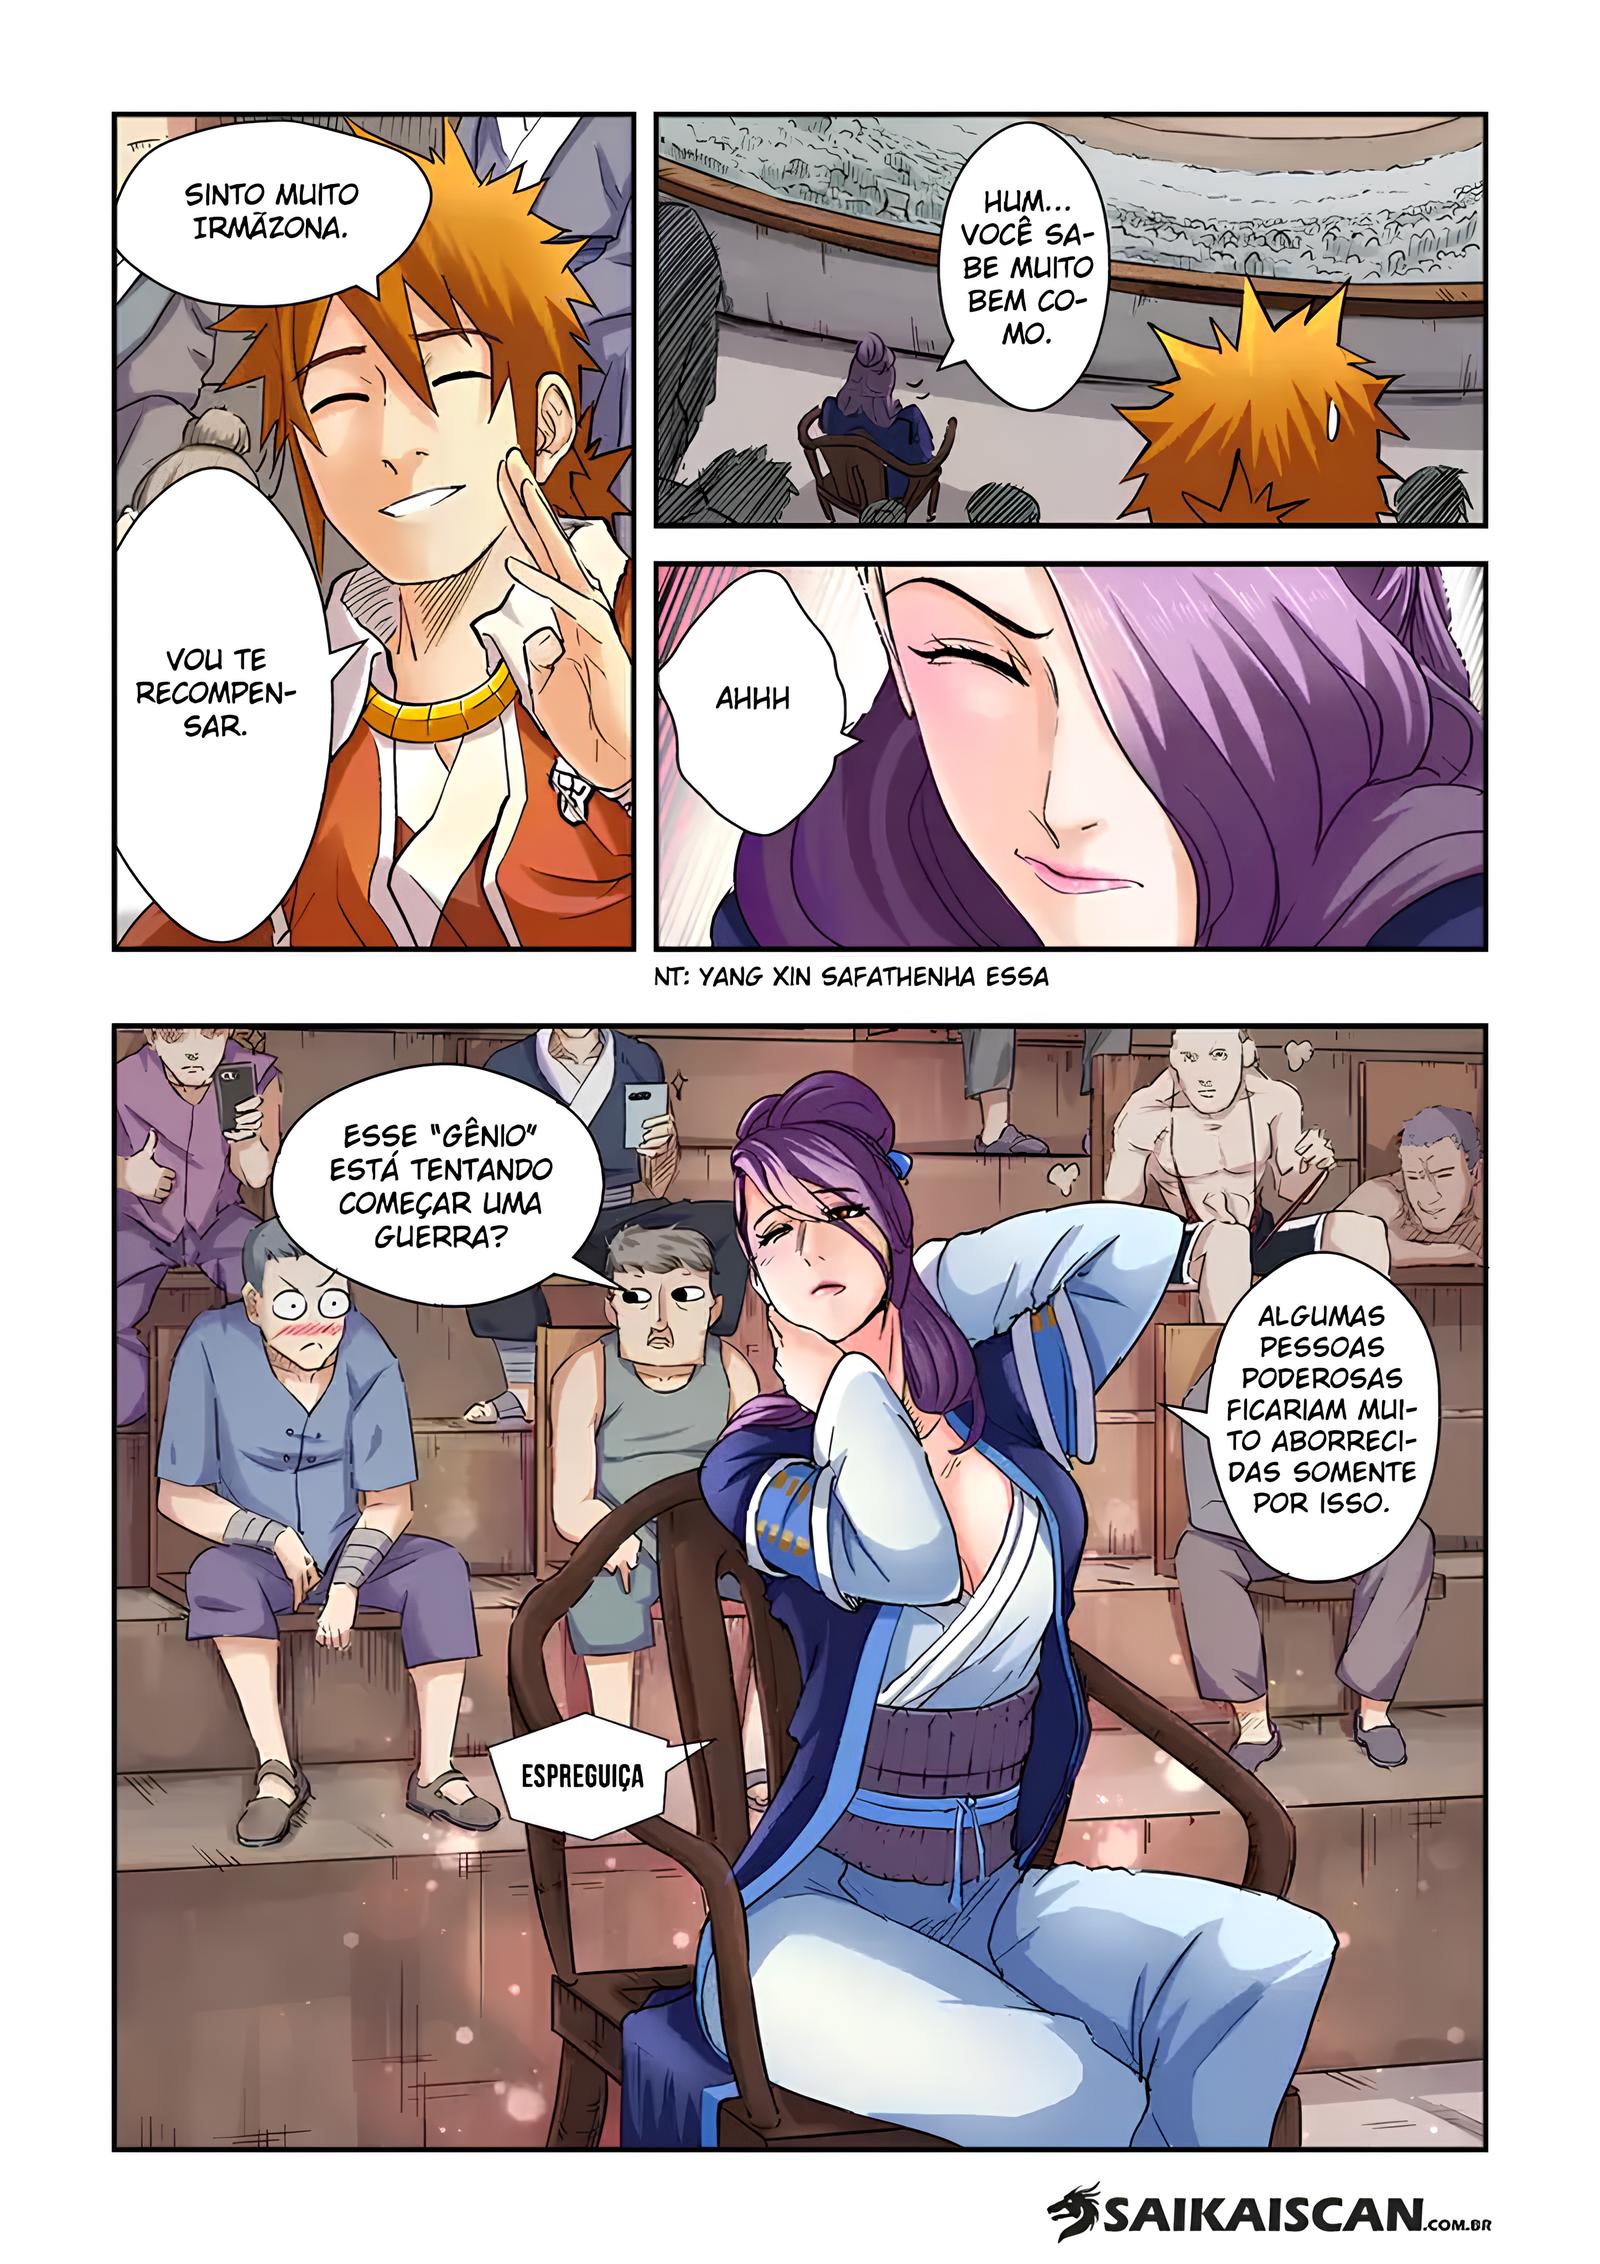 SINTO MUITO
IRMÃZONA.
VOU TE
RECOMPEN-
SAR.
HUM...
VOCÊ SA-
BE MUITO
BEM CO-
MO.
AHHH
NT: YANG XIN SAFATHENHA ESSA
ESSE "GÊNIO"
ESTÁ TENTANDO
COMEÇAR UMA
GUERRA?
ALGUMAS
PESSOAS
PODEROSAS
FICARIAM MUI-
TO ABORRECI-
DAS SOMENTE
POR ISSO.
ESPREGUIÇA
SAIKAISCAN.COM.BR